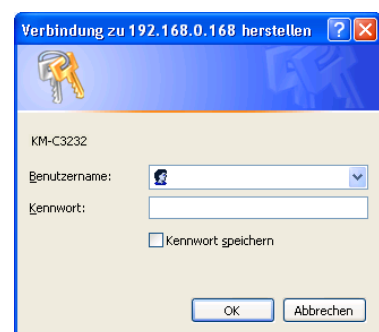 Verbindung zu 192.168.0.168 herstellen
KM-C3232
Benutzername:
Kennwort:
Kennwort speichern
OK Abbrechen